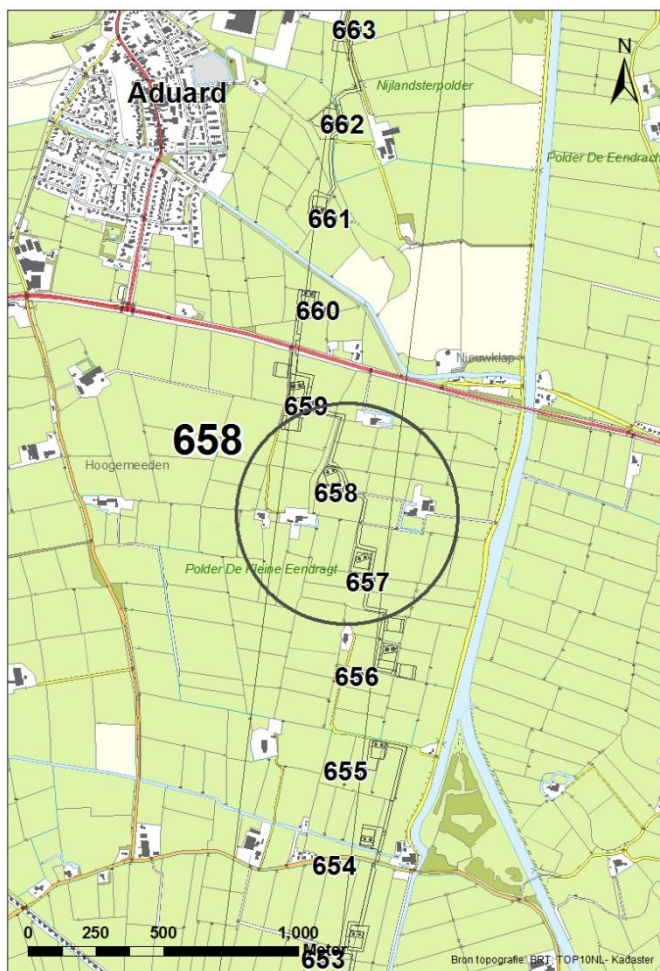 663
N
Nijlandsterpolder
Aduard
662
Polder De Eendrach
661
660
Nieuwklap
659
658
Hoogemeeden
658
Polder De Kleine Eendragt
657
656
655
654
0 250 500 1,000
Meter
653
Bron topografie: BRT, TOP10NL- Kadaster